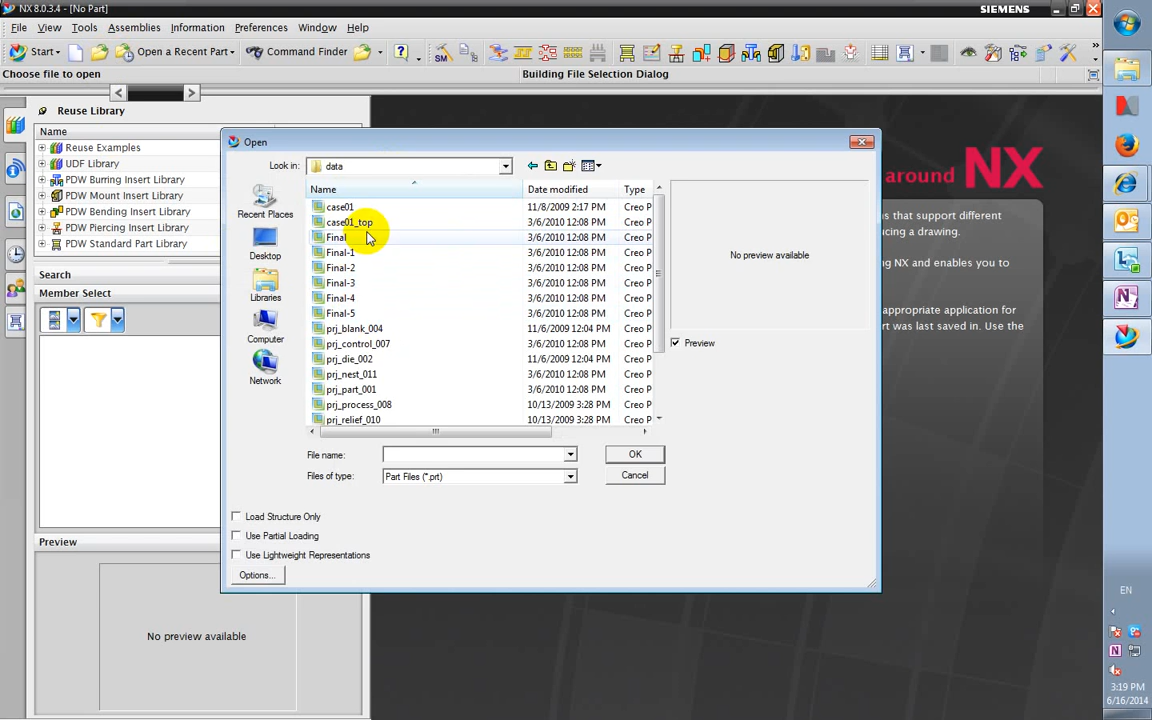 NX 8.0.3.4 - [No Part]
SIEMENS
File View Tools Assemblies Information Preferences Window Help
Start Open a Recent Part Command Finder
Choose file to open
Building File Selection Dialog
Reuse Library
Name
Reuse Examples
UDF Library
PDW Burring Insert Library
PDW Mount Insert Library
PDW Bending Insert Library
PDW Piercing Insert Library
PDW Standard Part Library
Search
Member Select
Preview
No preview available
Open
Look in: data
Recent Places
Desktop
Libraries
Computer
Network
Name Date modified Type
case01 11/8/2009 2:17 PM Creo P
case01_top 3/6/2010 12:08 PM Creo P
Final 3/6/2010 12:08 PM Creo P
Final-1 3/6/2010 12:08 PM Creo P
Final-2 3/6/2010 12:08 PM Creo P
Final-3 3/6/2010 12:08 PM Creo P
Final-4 3/6/2010 12:08 PM Creo P
Final-5 3/6/2010 12:08 PM Creo P
prj_blank_004 11/6/2009 12:04 PM Creo P
prj_control_007 3/6/2010 12:08 PM Creo P
prj_die_002 11/6/2009 12:04 PM Creo P
prj_nest_011 3/6/2010 12:08 PM Creo P
prj_part_001 3/6/2010 12:08 PM Creo P
prj_process_008 10/13/2009 3:28 PM Creo P
prj_relief_010 10/13/2009 3:28 PM Creo P
No preview available
Preview
File name:
OK
Files of type: Part Files (*.prt)
Cancel
Load Structure Only
Use Partial Loading
Use Lightweight Representations
Options...
around NX
ns that support different
ucing a drawing.
ng NX and enables you to
appropriate application for
rt was last saved in. Use the
EN
3:19 PM
6/16/2014